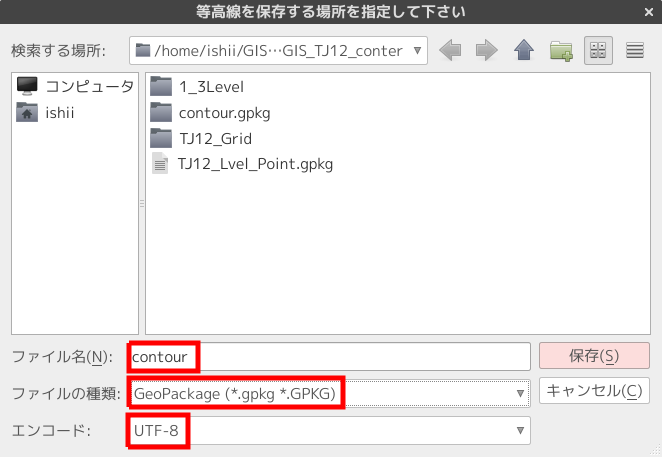 等高線を保存する場所を指定して下さい
検索する場所: /home/ishii/GIS…GIS_TJ12_conter
コンピュータ
ishii
1_3Level
contour.gpkg
TJ12_Grid
TJ12_Lvel_Point.gpkg
ファイル名(N): contour 保存(S)
ファイルの種類: GeoPackage (*.gpkg *.GPKG) キャンセル(C)
エンコード: UTF-8